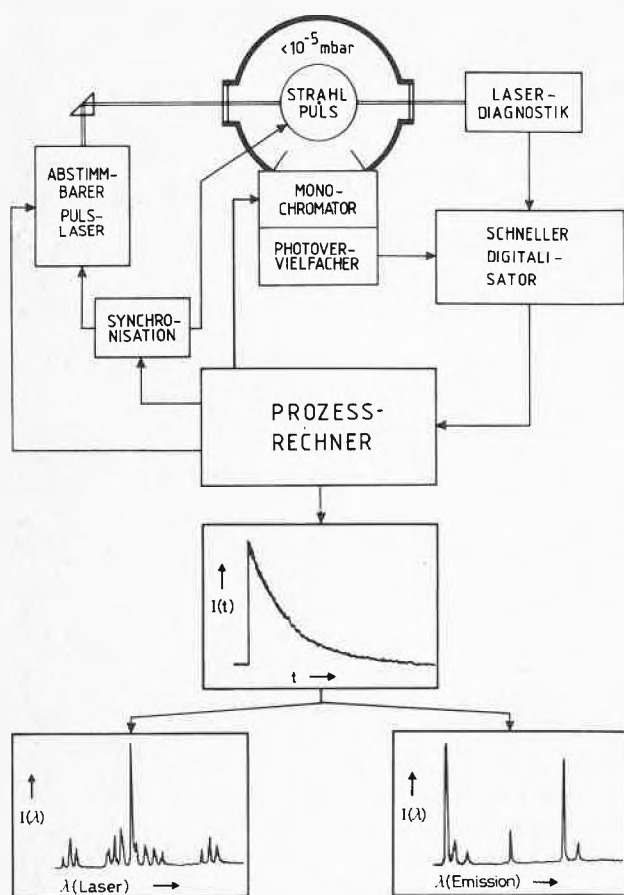 <10⁻⁵ mbar
STRAHL
PULS
LASER-
DIAGNOSTIK
ABSTIMM-
BARER
PULS-
LASER
MONO-
CHROMATOR
PHOTOVER-
VIELFACHER
SCHNELLER
DIGITALI-
SATOR
SYNCHRO-
NISATION
PROZESS-
RECHNER
I(t)
t
I(λ)
λ(Laser)
I(λ)
λ(Emission)